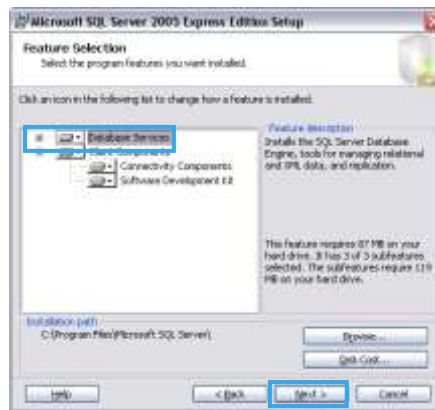 Microsoft SQL Server 2005 Express Edition Setup
Feature Selection
Select the program features you want installed.
Click an icon in the following list to change how a feature is installed.
Database Services
Client Components
Connectivity Components
Software Development Kit
Feature description
Installs the SQL Server Database
Engine, tools for managing relational
and XML data, and replication.
This feature requires 87 MB on your
hard drive. It has 3 of 3 subfeatures
selected. The subfeatures require 119
MB on your hard drive.
Installation path
C:\Program Files\Microsoft SQL Server\
Browse...
Disk Cost...
Help
< Back
Next >
Cancel